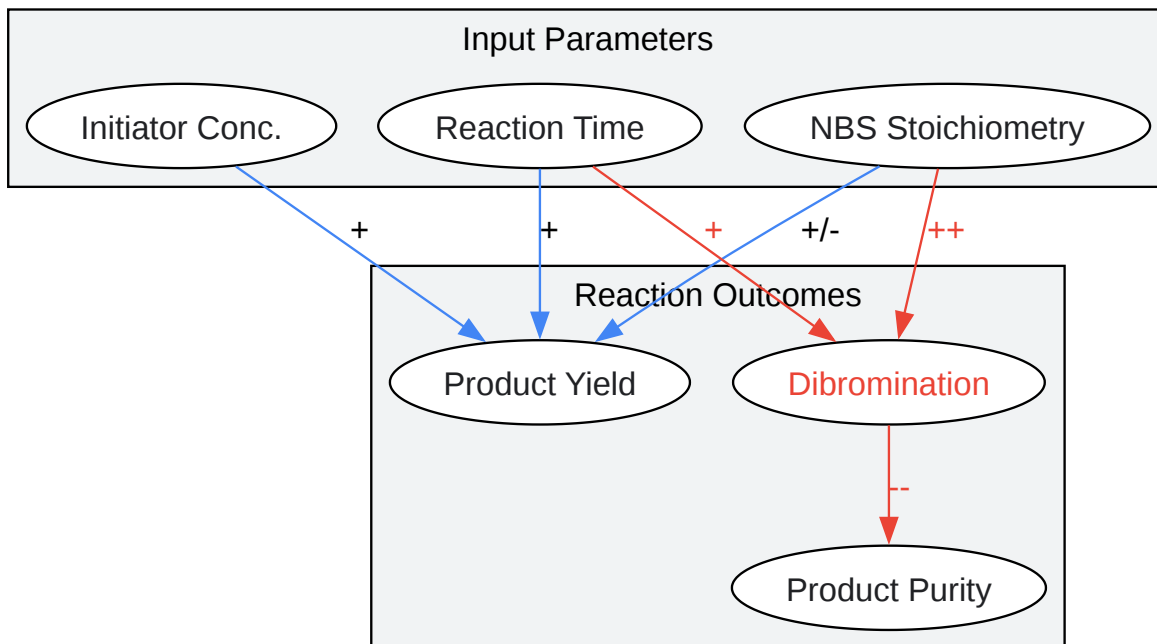 Input Parameters
Initiator Conc.
Reaction Time
NBS Stoichiometry
+
+
+
+/-
++
Reaction Outcomes
Product Yield
Dibromination
--
Product Purity